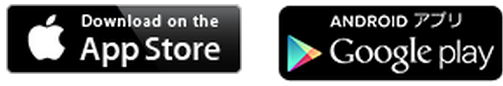 Download on the
App Store
ANDROID アプリ
Google play